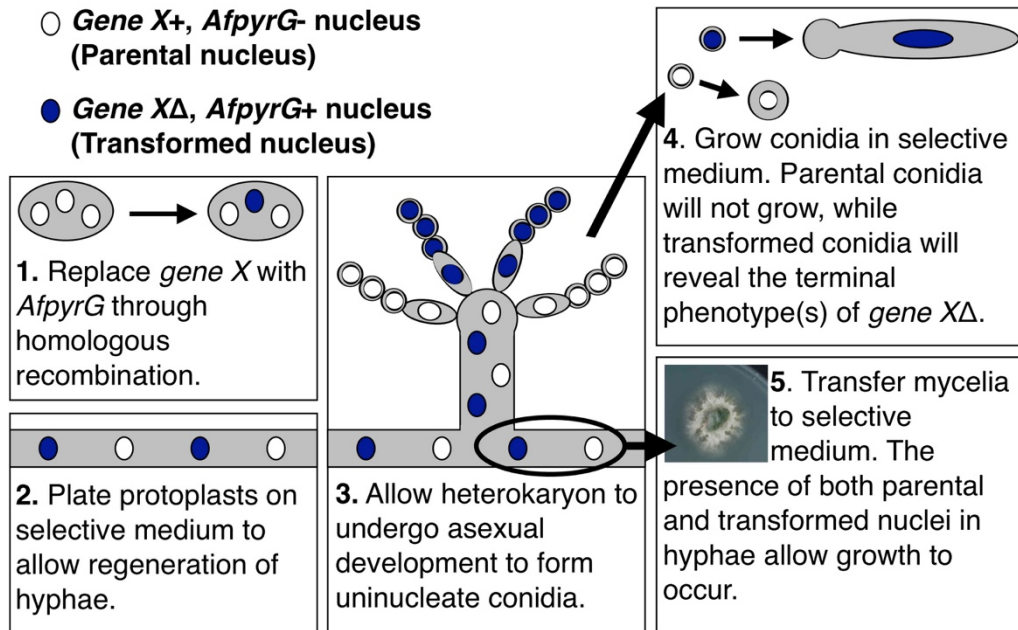 Gene X+, AfpyrG- nucleus
(Parental nucleus)
Gene XΔ, AfpyrG+ nucleus
(Transformed nucleus)
1. Replace gene X with
AfpyrG through
homologous
recombination.
2. Plate protoplasts on
selective medium to
allow regeneration of
hyphae.
3. Allow heterokaryon to
undergo asexual
development to form
uninucleate conidia.
4. Grow conidia in selective
medium. Parental conidia
will not grow, while
transformed conidia will
reveal the terminal
phenotype(s) of gene XΔ.
5. Transfer mycelia
to selective
medium. The
presence of both parental
and transformed nuclei in
hyphae allow growth to
occur.